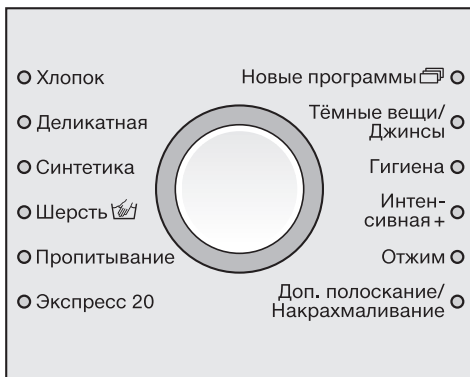 Хлопок
Деликатная
Синтетика
Шерсть
Пропитывание
Экспресс 20
Новые программы
Тёмные вещи/
Джинсы
Гигиена
Интен-
сивная+
Отжим
Доп. полоскание/
Накрахмаливание